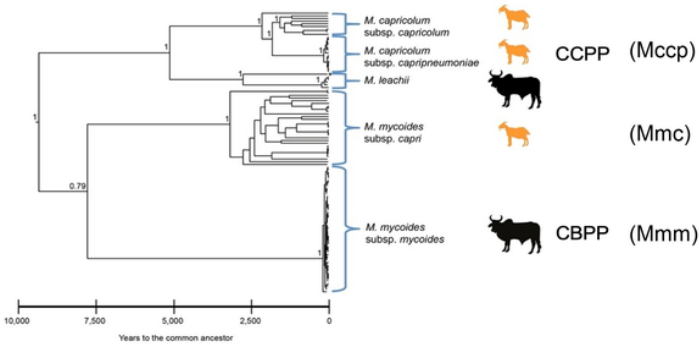 1
M. capricolum
subsp. capricolum
1
1
M. capricolum
subsp. capripneumoniae
CCPP
(Mccp)
1
1
M. leachii
1
1
M. mycoides
subsp. capri
(Mmc)
0.79
M. mycoides
subsp. mycoides
CBPP
(Mmm)
1
10,000
7,500
5,000
2,500
0
Years to the common ancestor